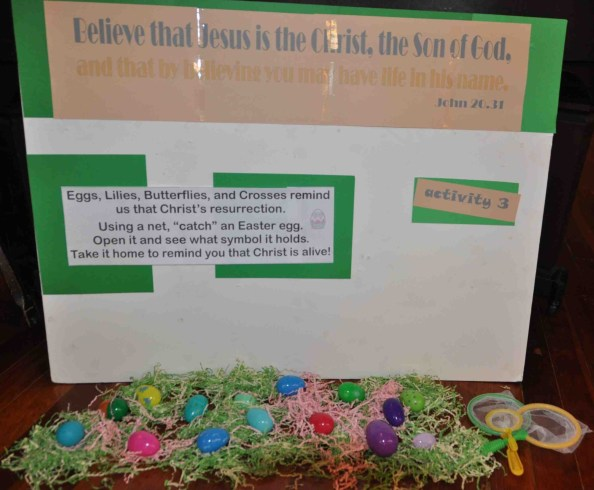 Believe that Jesus is the Christ, the Son of God,
and that by believing you may have life in his name.
John 20.31
Eggs, Lilies, Butterflies, and Crosses remind
us that Christ's resurrection.
Using a net, "catch" an Easter egg.
Open it and see what symbol it holds.
Take it home to remind you that Christ is alive!
activity 3